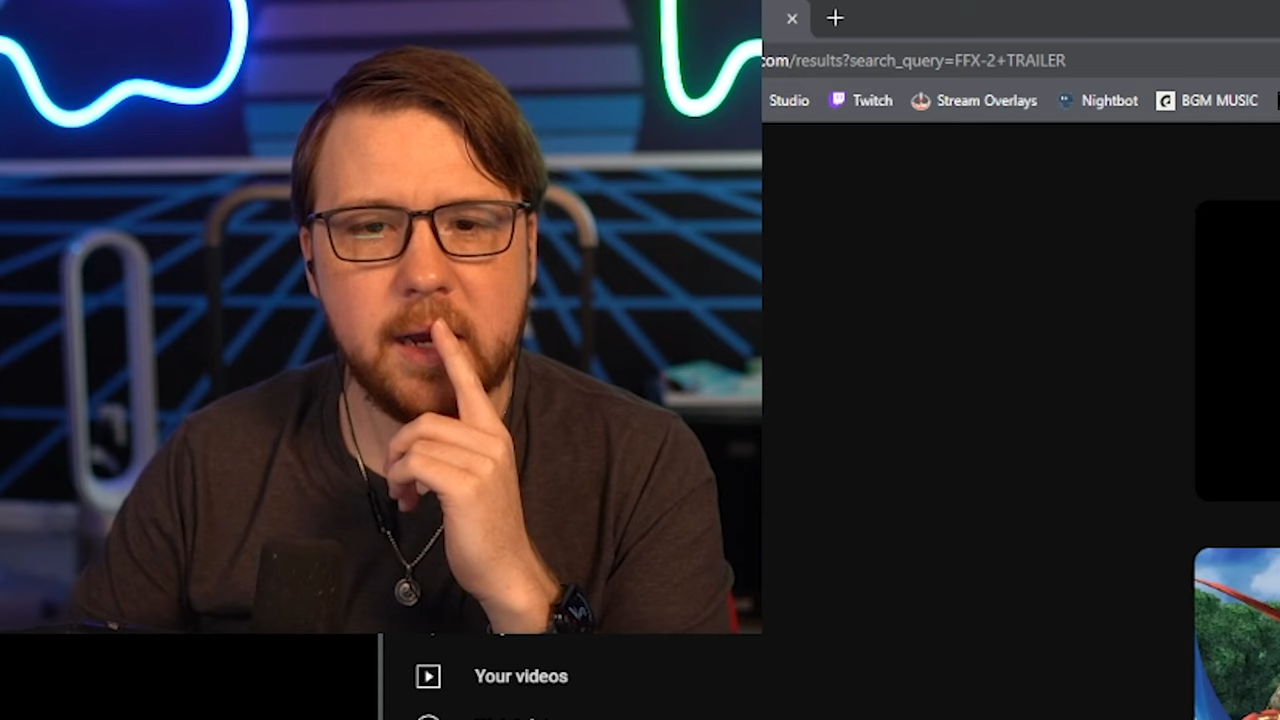 com/results?search_query=FFX-2+TRAILER
Studio Twitch Stream Overlays Nightbot BGM MUSIC
Your videos